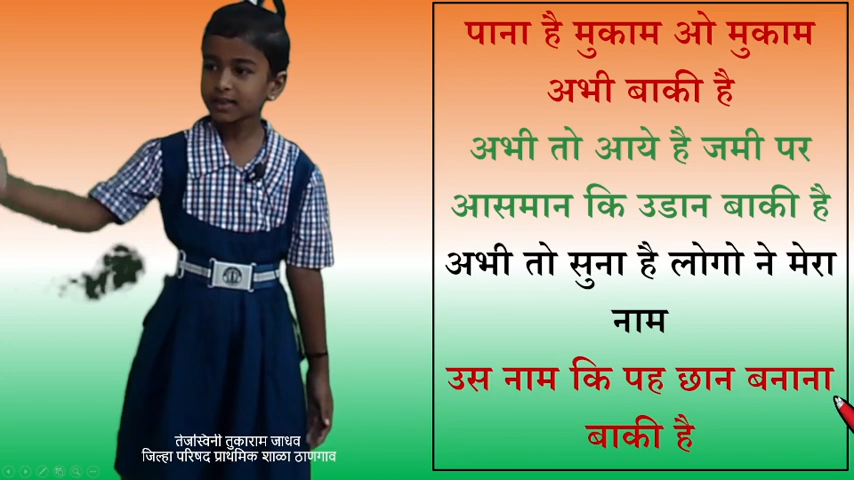 पाना है मुकाम ओ मुकाम
अभी बाकी है
अभी तो आये है जमी पर
आसमान कि उडान बाकी है
अभी तो सुना है लोगो ने मेरा
नाम
उस नाम कि पह छान बनाना
बाकी है
तेजस्विनी तुकाराम जाधव
जिल्हा परिषद प्राथमिक शाळा ठाणगाव